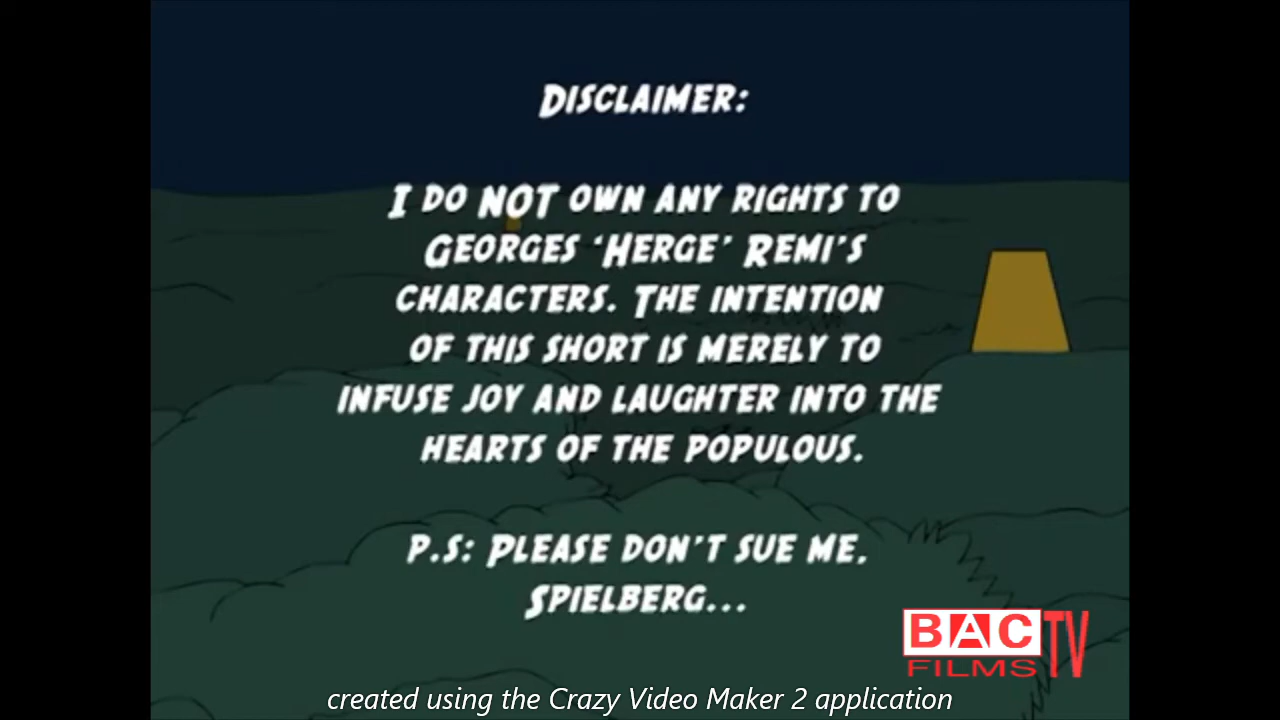 Disclaimer:
I do NOT own any rights to
Georges ‘Herge’ Remi’s
characters. The intention
of this short is merely to
infuse joy and laughter into the
hearts of the populous.
P.S: Please don’t sue me,
Spielberg...
BAC TV
FILMS
created using the Crazy Video Maker 2 application